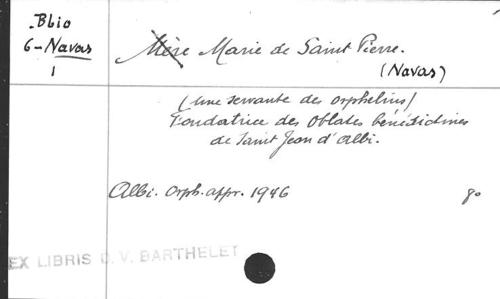 Bbio
6-Navas
1
Mère Marie de Saint Pierre.
(Navas)
(une servante des orphelins)
Fondatrice des Oblates bénédictines
de Saint Jean d'Albi.
Albi. Orph. appr. 1946
8°
EX LIBRIS O. V. BARTHELET